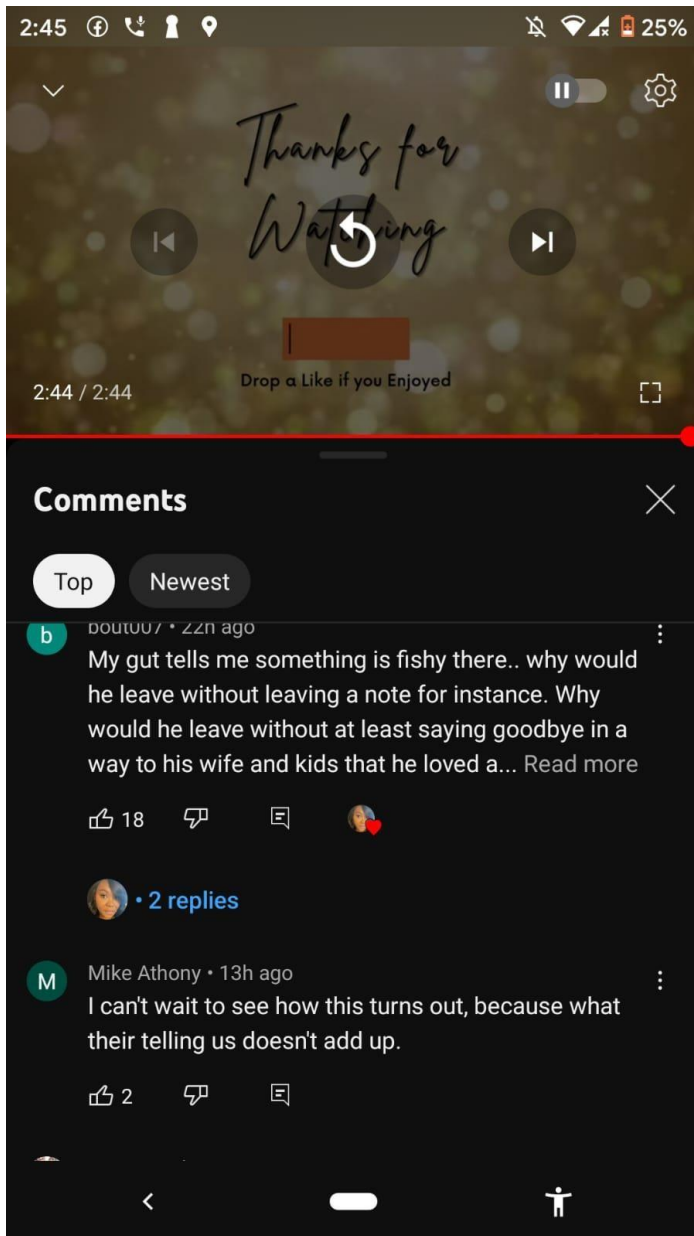 2:45
25%
Thanks for
Watching
2:44 / 2:44
Drop a Like if you Enjoyed
Comments
Top
Newest
b
bout007 • 22h ago
My gut tells me something is fishy there.. why would
he leave without leaving a note for instance. Why
would he leave without at least saying goodbye in a
way to his wife and kids that he loved a... Read more
18
• 2 replies
M
Mike Athony • 13h ago
I can't wait to see how this turns out, because what
their telling us doesn't add up.
2